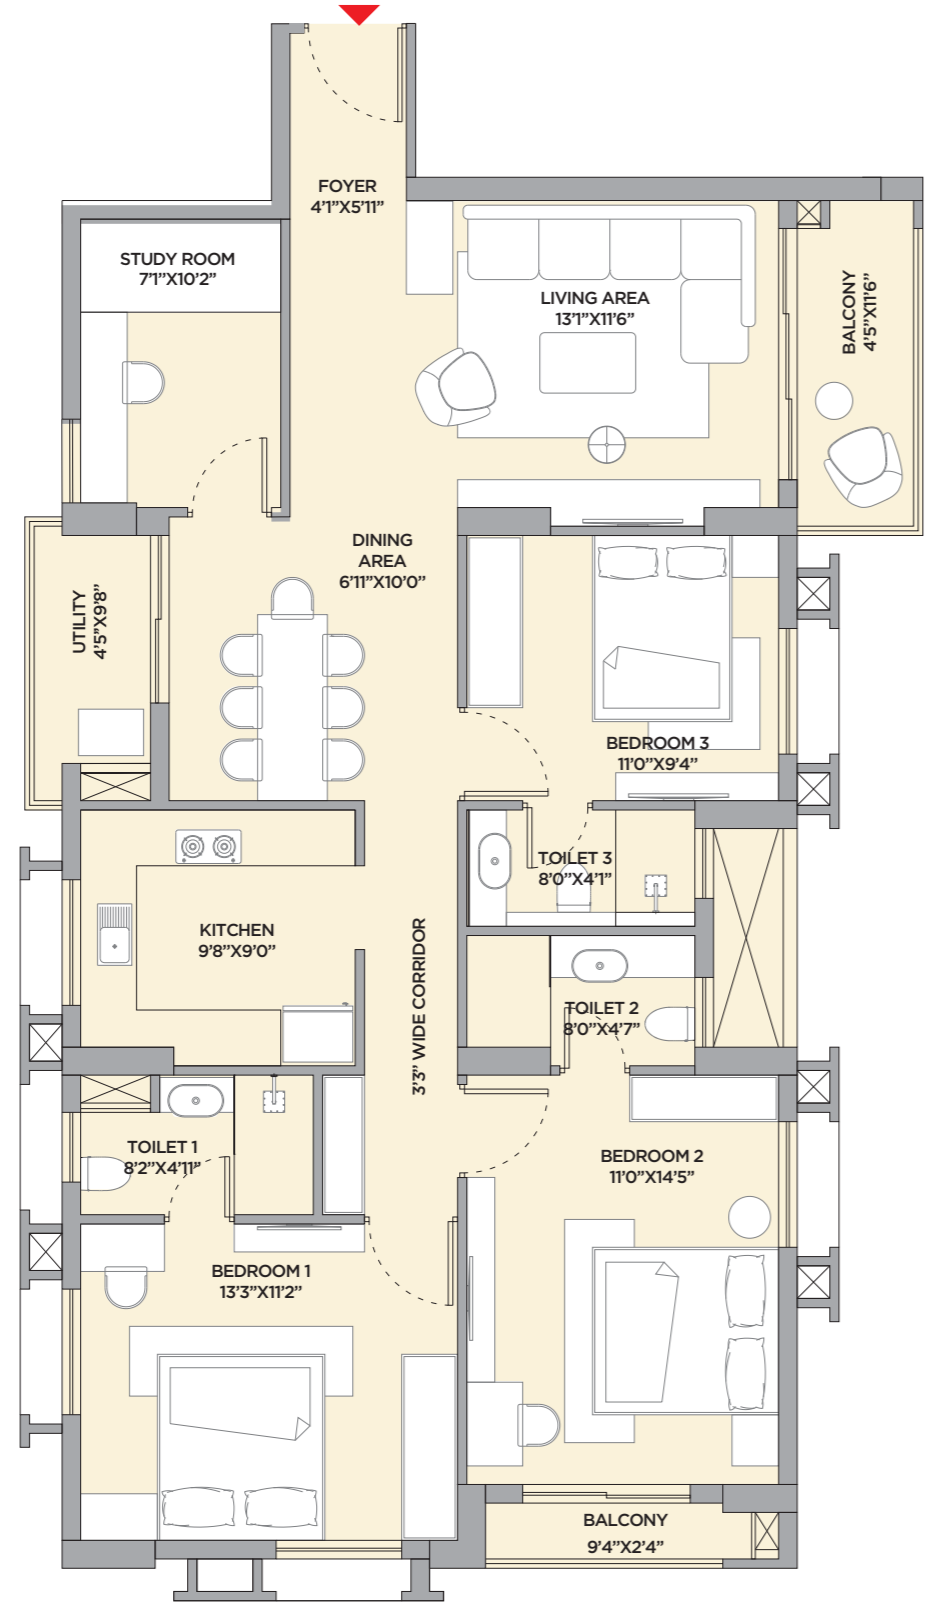 FOYER
4'1”X5'11”
STUDY ROOM
7'1”X10'2”
LIVING AREA
13'1”X11'6”
BALCONY
4'5”X11'6”
DINING
AREA
6'11”X10'0”
UTILITY
4'5”X9'8”
BEDROOM 3
11'0”X9'4”
TOILET 3
8'0”X4'1”
KITCHEN
9'8”X9'0”
3'3” WIDE CORRIDOR
TOILET 2
8'0”X4'7”
TOILET 1
8'2”X4'11”
BEDROOM 2
11'0”X14'5”
BEDROOM 1
13'3”X11'2”
BALCONY
9'4”X2'4”